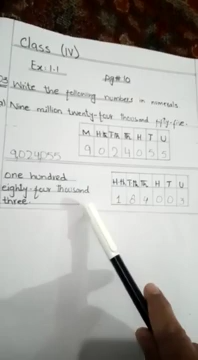 Class (IV)
Ex: 1.1
pg# 10
Write the following numbers in numerals
a) Nine million twenty-four thousand fifty-five.
M H.Th T.Th Th H T U
9 0 2 4 0 5 5
9024055
one hundred
eighty-four thousand
three.
H.Th T.Th Th H T U
1 8 4 0 0 3